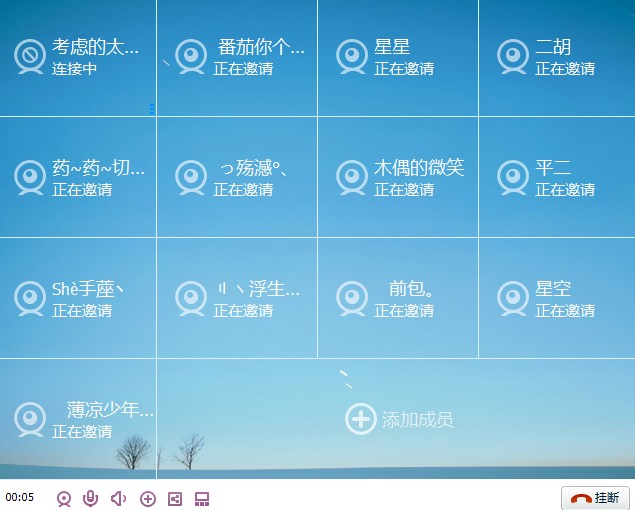 考虑的太...
连接中
番茄你个...
正在邀请
星星
正在邀请
二胡
正在邀请
药~药~切...
正在邀请
っ殇澸º、
正在邀请
木偶的微笑
正在邀请
平二
正在邀请
Shè手蓙丶
正在邀请
刂丶浮生...
正在邀请
前包。
正在邀请
星空
正在邀请
薄凉少年...
正在邀请
添加成员
00:05
挂断